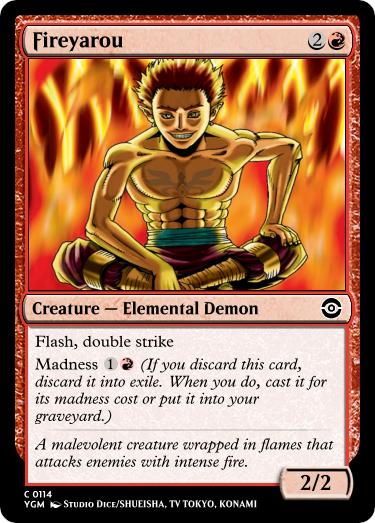 Fireyarou 2
Creature — Elemental Demon
Flash, double strike
Madness 1 (If you discard this card,
discard it into exile. When you do, cast it for
its madness cost or put it into your
graveyard.)
A malevolent creature wrapped in flames that
attacks enemies with intense fire.
2/2
C 0114
YGM Studio Dice/SHUEISHA, TV TOKYO, KONAMI